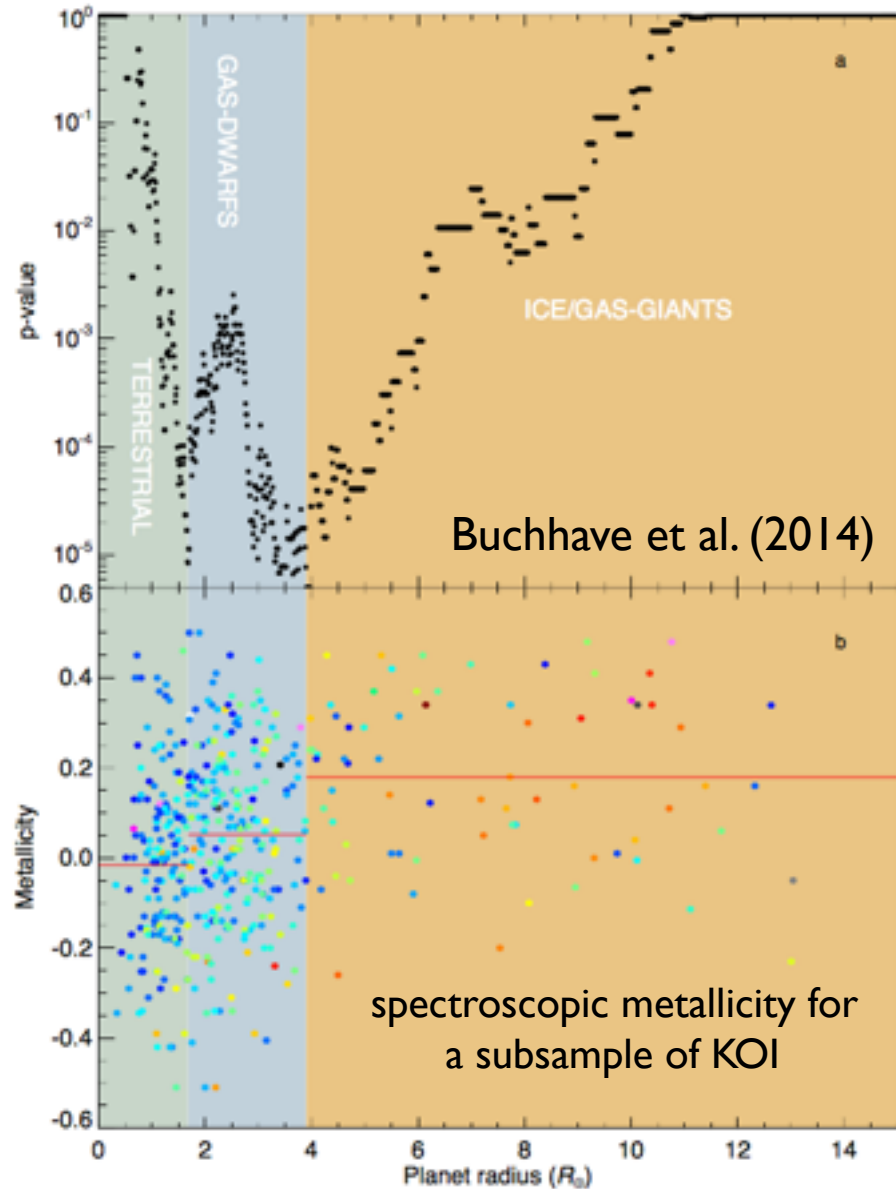 10⁰
a
GAS-DWARFS
10⁻¹
10⁻²
p-value
ICE/GAS-GIANTS
10⁻³
TERRESTRIAL
10⁻⁴
Buchhave et al. (2014)
10⁻⁵
0.6
b
0.4
0.2
Metallicity
0.0
-0.2
spectroscopic metallicity for
a subsample of KOI
-0.4
-0.6
0 2 4 6 8 10 12 14
Planet radius (R⊕)